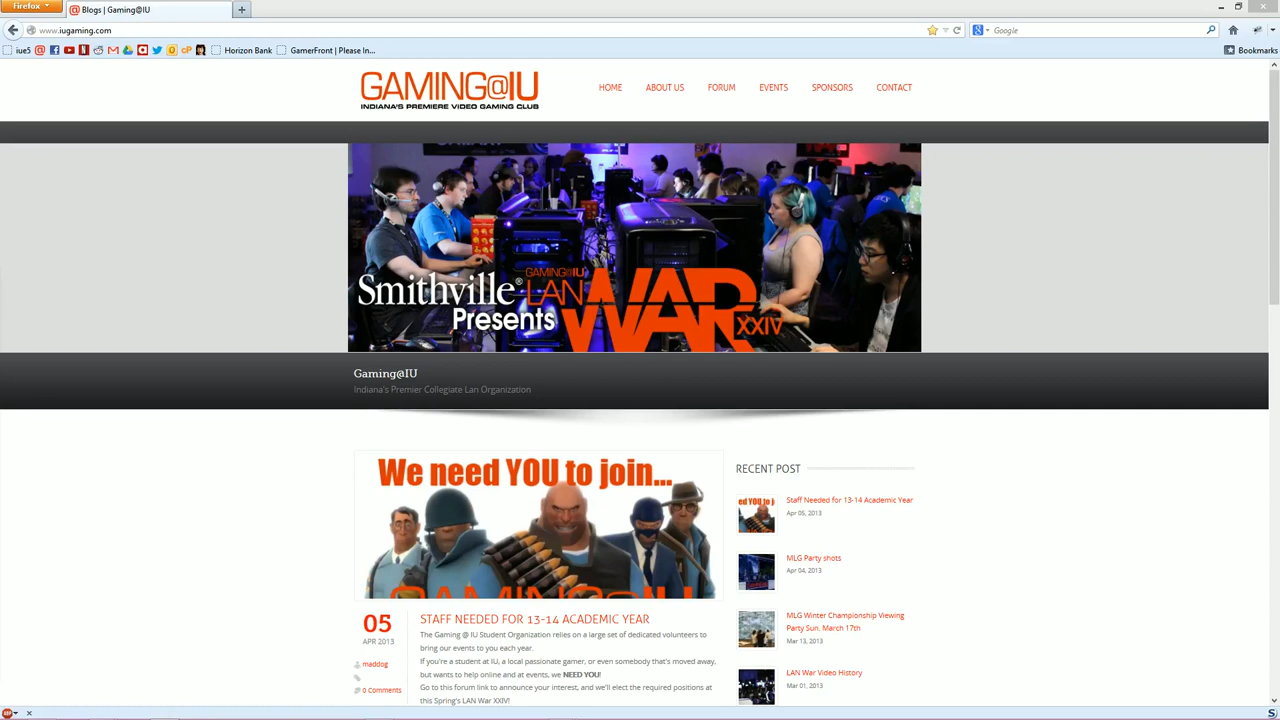 Firefox
Blogs | Gaming@IU
www.iugaming.com
Google
iue5
Horizon Bank
GamerFront | Please In...
Bookmarks
GAMING@IU
INDIANA'S PREMIERE VIDEO GAMING CLUB
HOME ABOUT US FORUM EVENTS SPONSORS CONTACT
Smithville®
Presents
GAMING@IU
LAN WAR XXIV
Gaming@IU
Indiana's Premier Collegiate Lan Organization
We need YOU to join...
GAMING@IU
05
APR 2013
maddog
0 Comments
STAFF NEEDED FOR 13-14 ACADEMIC YEAR
The Gaming @ IU Student Organization relies on a large set of dedicated volunteers to
bring our events to you each year.
If you're a student at IU, a local passionate gamer, or even somebody that's moved away,
but wants to help online and at events, we NEED YOU!
Go to this forum link to announce your interest, and we'll elect the required positions at
this Spring's LAN War XXIV!
RECENT POST
Staff Needed for 13-14 Academic Year
Apr 05, 2013
MLG Party shots
Apr 04, 2013
MLG Winter Championship Viewing
Party Sun. March 17th
Mar 13, 2013
LAN War Video History
Mar 01, 2013